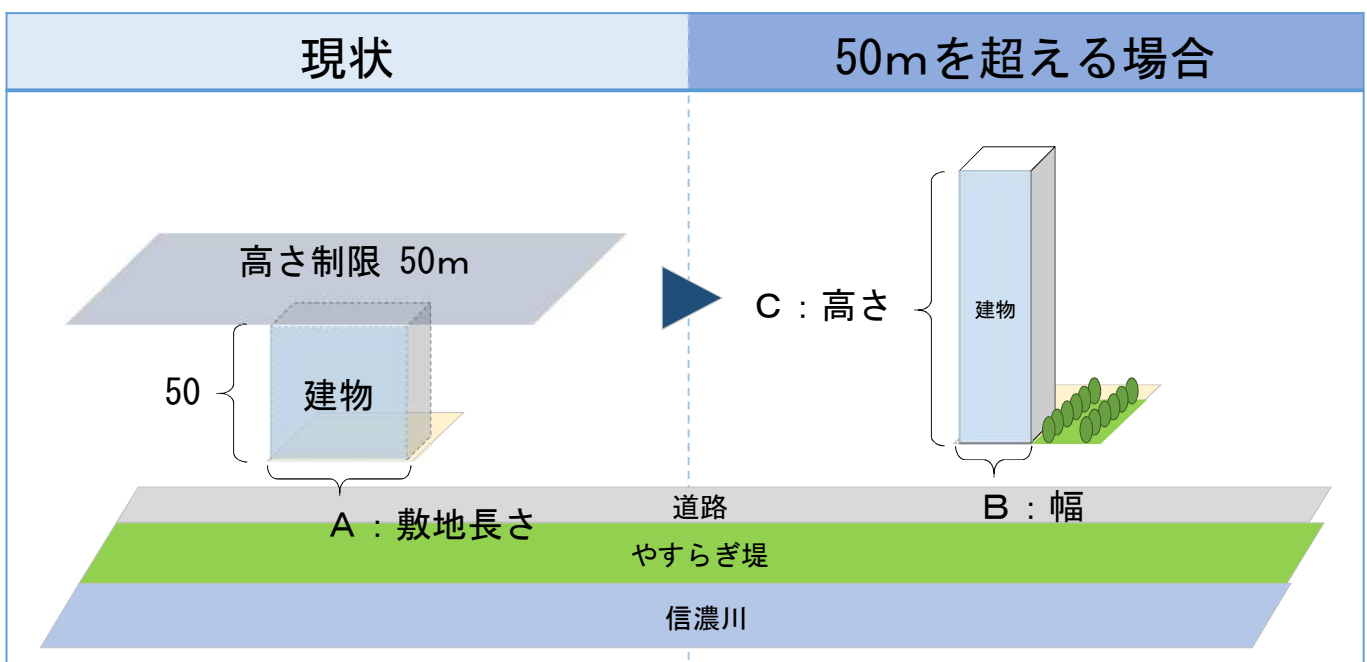 現状
50mを超える場合
高さ制限 50m
50
建物
A:敷地長さ
C:高さ
建物
B:幅
道路
やすらぎ堤
信濃川